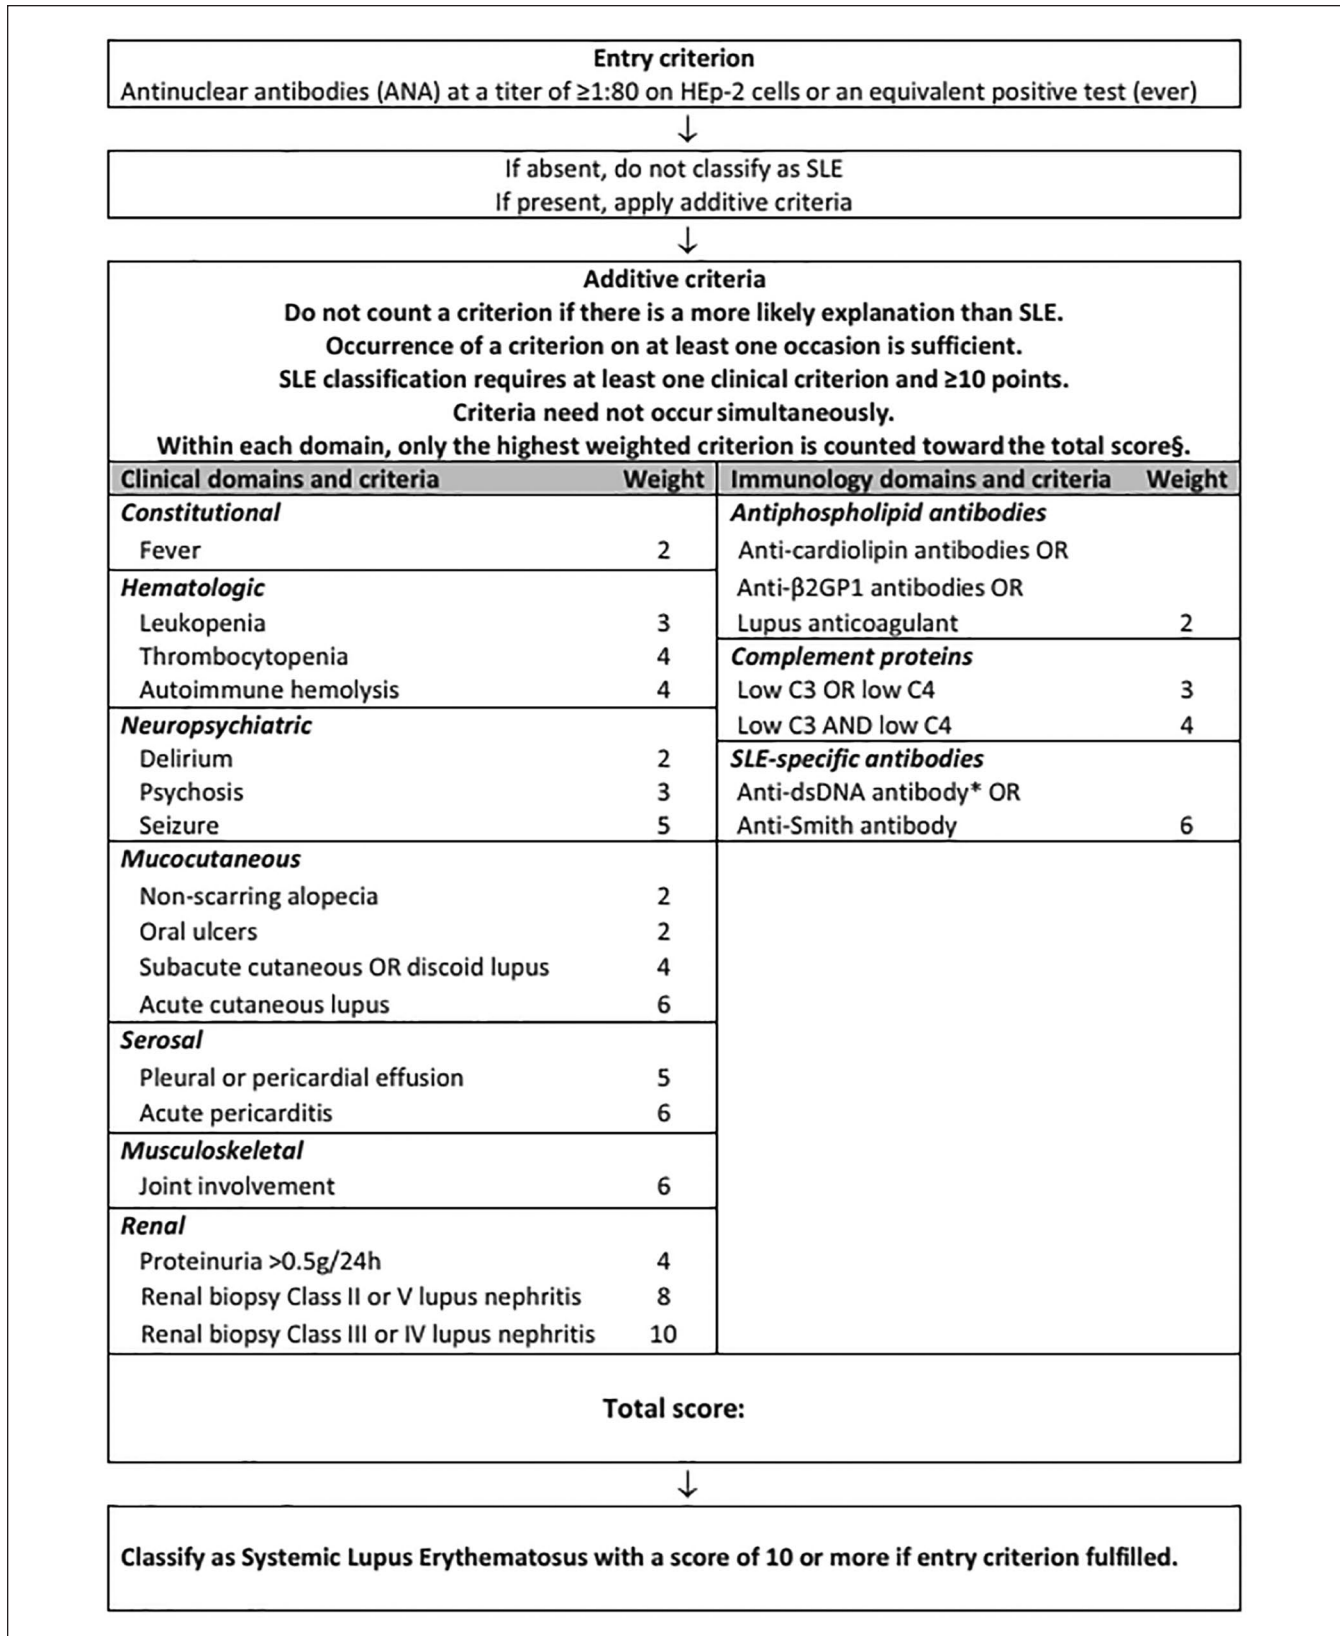 Entry criterion
Antinuclear antibodies (ANA) at a titer of ≥1:80 on HEp-2 cells or an equivalent positive test (ever)
↓
If absent, do not classify as SLE
If present, apply additive criteria
↓
Additive criteria
Do not count a criterion if there is a more likely explanation than SLE.
Occurrence of a criterion on at least one occasion is sufficient.
SLE classification requires at least one clinical criterion and ≥10 points.
Criteria need not occur simultaneously.
Within each domain, only the highest weighted criterion is counted toward the total score§.
Clinical domains and criteria Weight
Constitutional
Fever 2
Hematologic
Leukopenia 3
Thrombocytopenia 4
Autoimmune hemolysis 4
Neuropsychiatric
Delirium 2
Psychosis 3
Seizure 5
Mucocutaneous
Non-scarring alopecia 2
Oral ulcers 2
Subacute cutaneous OR discoid lupus 4
Acute cutaneous lupus 6
Serosal
Pleural or pericardial effusion 5
Acute pericarditis 6
Musculoskeletal
Joint involvement 6
Renal
Proteinuria >0.5g/24h 4
Renal biopsy Class II or V lupus nephritis 8
Renal biopsy Class III or IV lupus nephritis 10
Immunology domains and criteria Weight
Antiphospholipid antibodies
Anti-cardiolipin antibodies OR
Anti-β2GP1 antibodies OR
Lupus anticoagulant 2
Complement proteins
Low C3 OR low C4 3
Low C3 AND low C4 4
SLE-specific antibodies
Anti-dsDNA antibody* OR
Anti-Smith antibody 6
Total score:
↓
Classify as Systemic Lupus Erythematosus with a score of 10 or more if entry criterion fulfilled.